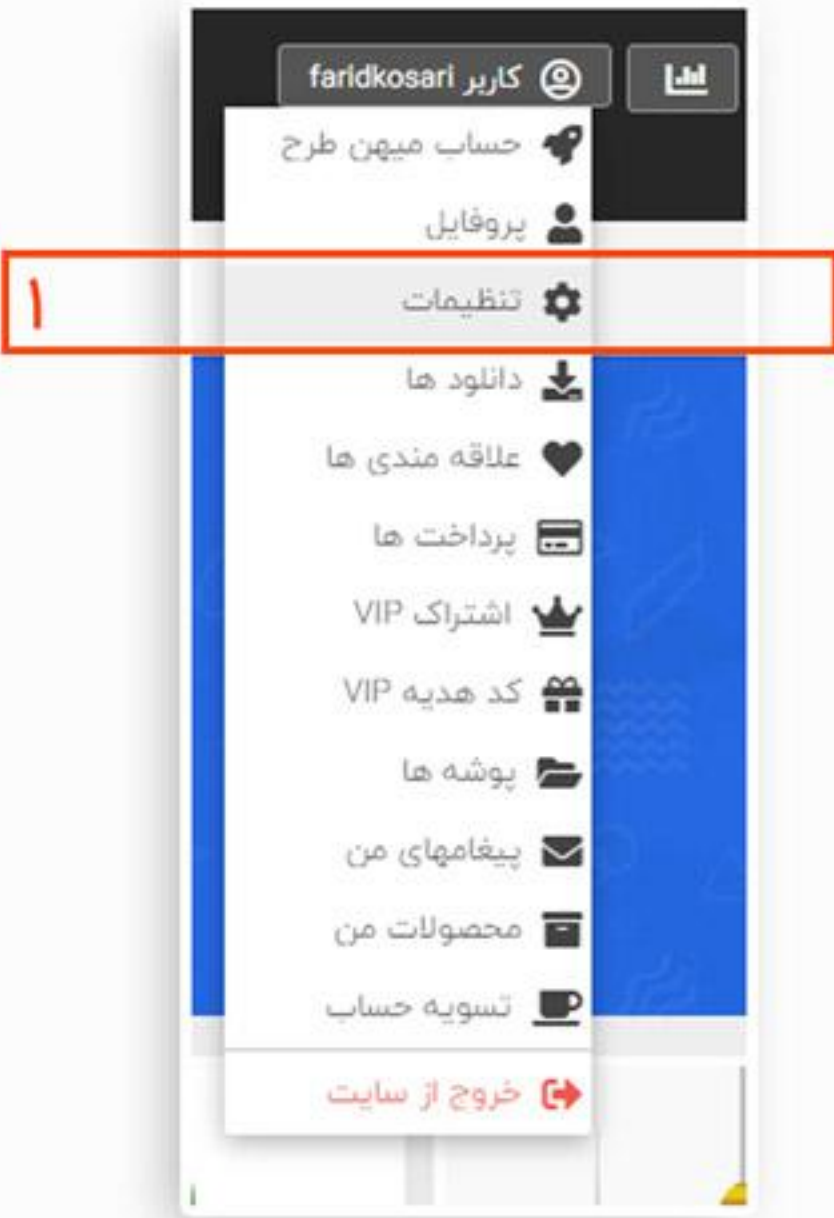 کاربر faridkosari
حساب میهن طرح
پروفایل
۱
تنظیمات
دانلود ها
علاقه مندی ها
پرداخت ها
اشتراک VIP
کد هدیه VIP
پوشه ها
پیغامهای من
محصولات من
تسویه حساب
خروج از سایت